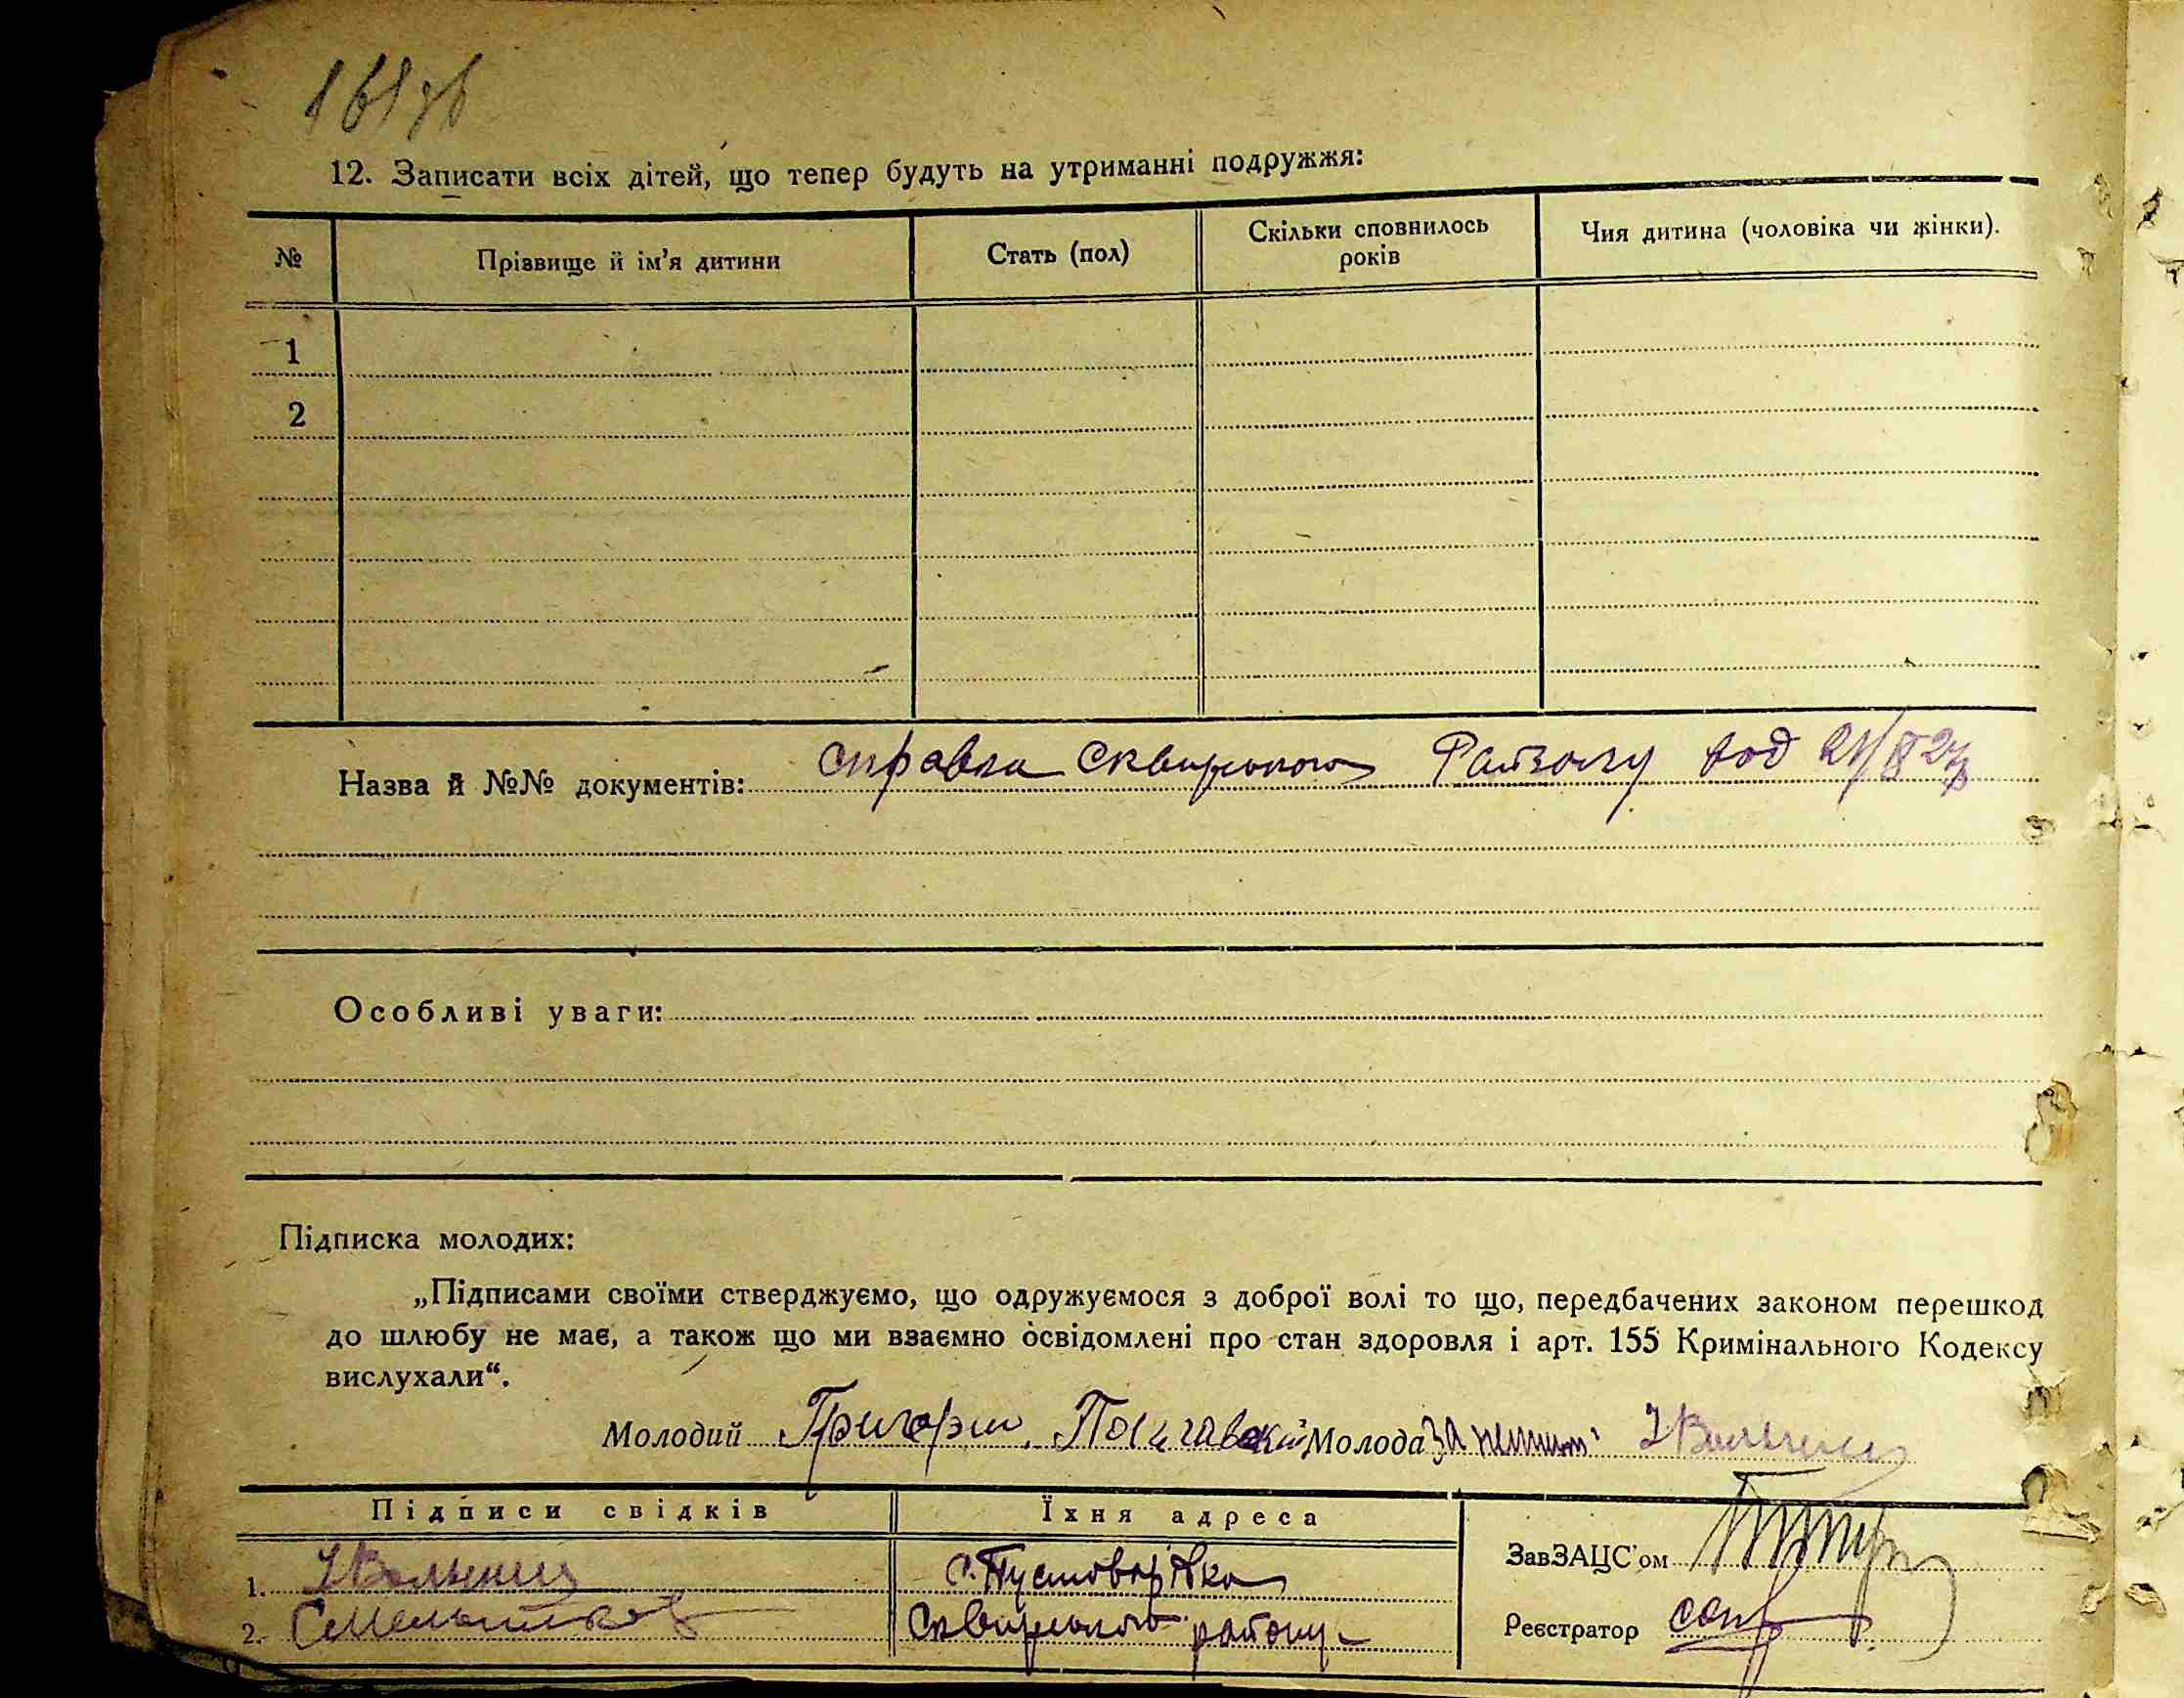 12. Записати всіх дітей, що тепер будуть на утриманні подружжя:
№ Прізвище й ім'я дитини Стать (пол) Скільки сповнилось років Чия дитина (чоловіка чи жінки).
1
2
Назва й №№ документів: справка Сквирського
Особливі уваги:
Підписка молодих:
„Підписами своїми стверджуємо, що одружуємося з доброї волі то що, передбачених законом перешкод
до шлюбу не має, а також що ми взаємно освідомлені про стан здоровля і арт. 155 Кримінального Кодексу
вислухали“.
Молодий Молода
Підписи свідків Їхня адреса
ЗавЗАЦС'ом
1. с. Пустоварівка
2. Сквирського району
Реєстратор